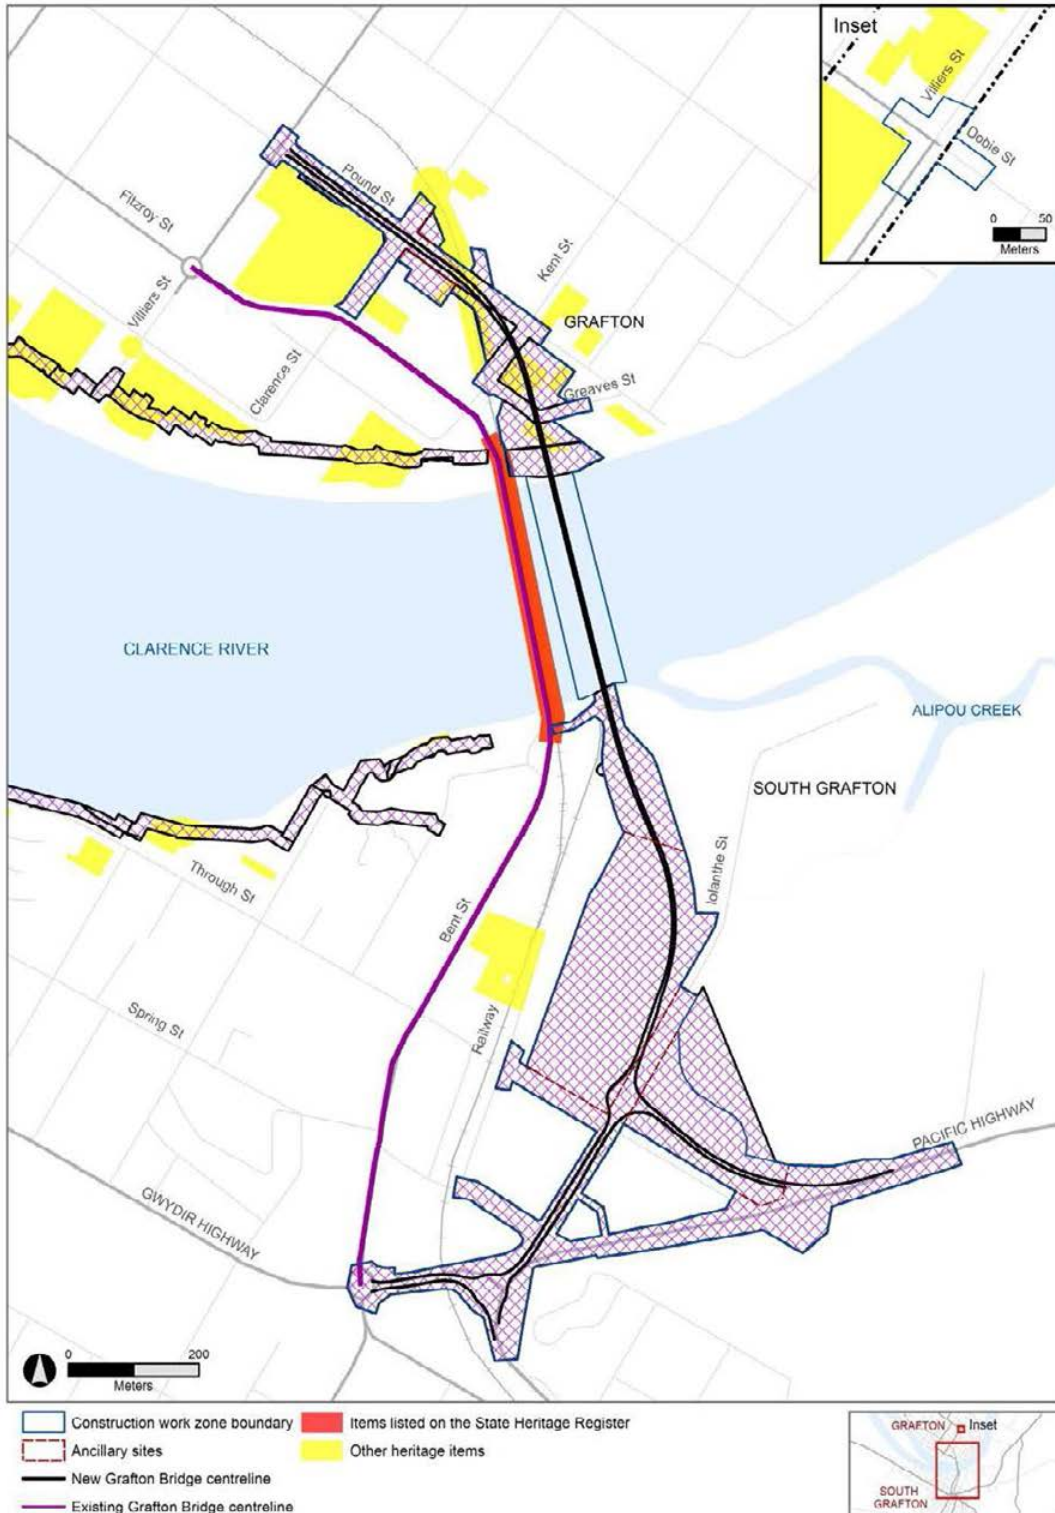 Inset
Villiers St
Dobie St
0 50
Meters
Pound St
Fitzroy St
Kent St
GRAFTON
Villiers St
Clarence St
Greaves St
CLARENCE RIVER
ALIPOU CREEK
SOUTH GRAFTON
Iolanthe St
Through St
Bent St
Spring St
Railway
PACIFIC HIGHWAY
GWYDIR HIGHWAY
0 200
Meters
Construction work zone boundary
Items listed on the State Heritage Register
Ancillary sites
Other heritage items
New Grafton Bridge centreline
Existing Grafton Bridge centreline
GRAFTON
Inset
SOUTH
GRAFTON